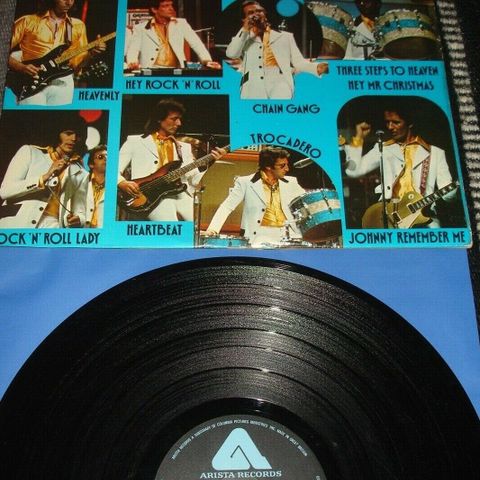 HEAVENLY
HEY ROCK 'N' ROLL
CHAIN GANG
THREE STEPS TO HEAVEN
HEY MR CHRISTMAS
OCK 'N' ROLL LADY
HEARTBEAT
TROCADERO
JOHNNY REMEMBER ME
ARISTA RECORDS